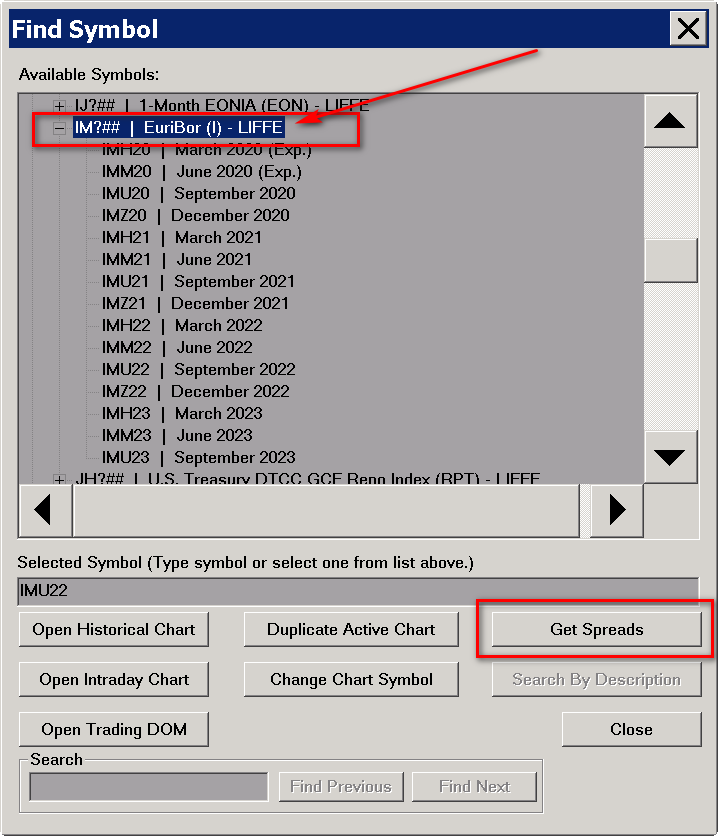 Find Symbol
Available Symbols:
IJ?## | 1-Month EONIA (EON) - LIFFE
IM?## | EuriBor (I) - LIFFE
IMH20 | March 2020 (Exp.)
IMM20 | June 2020 (Exp.)
IMU20 | September 2020
IMZ20 | December 2020
IMH21 | March 2021
IMM21 | June 2021
IMU21 | September 2021
IMZ21 | December 2021
IMH22 | March 2022
IMM22 | June 2022
IMU22 | September 2022
IMZ22 | December 2022
IMH23 | March 2023
IMM23 | June 2023
IMU23 | September 2023
JH?## | U.S. Treasury DTCC GCF Repo Index (RPT) - LIFFE
Selected Symbol (Type symbol or select one from list above.)
IMU22
Open Historical Chart Duplicate Active Chart Get Spreads
Open Intraday Chart Change Chart Symbol Search By Description
Open Trading DOM Close
Search
Find Previous Find Next